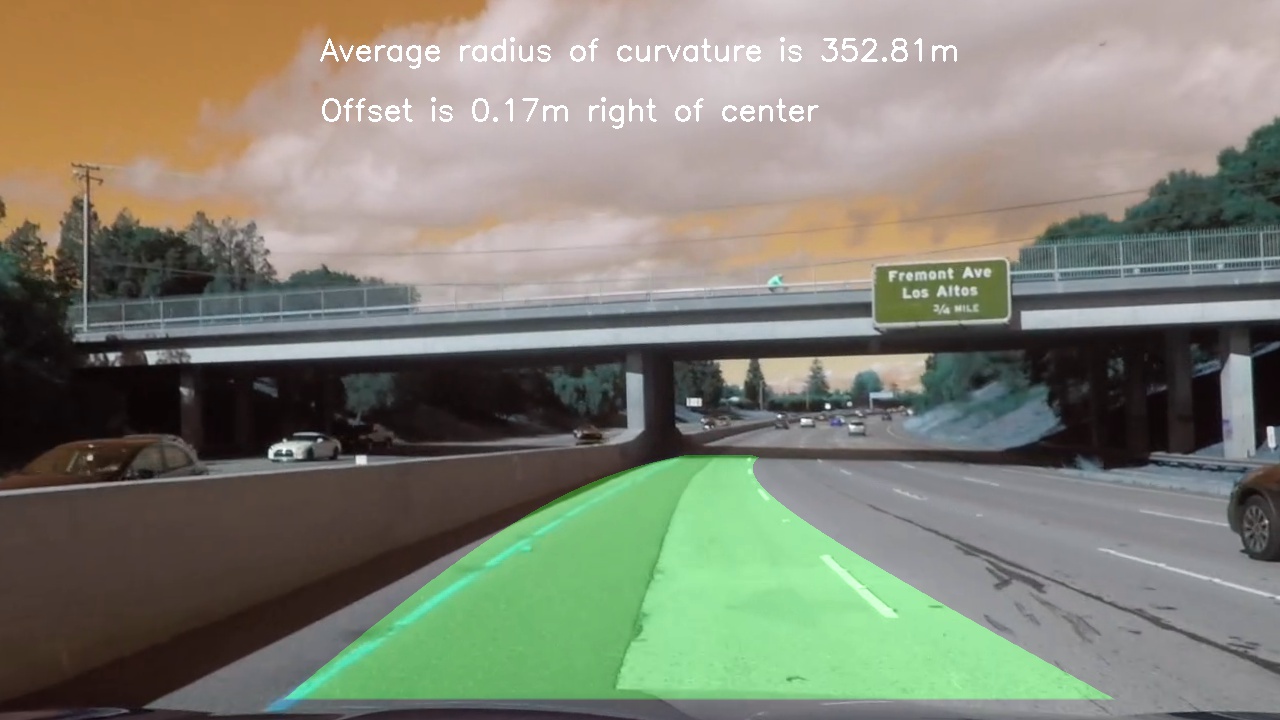 Average radius of curvature is 352.81m
Offset is 0.17m right of center
Fremont Ave
Los Altos
3/4 MILE